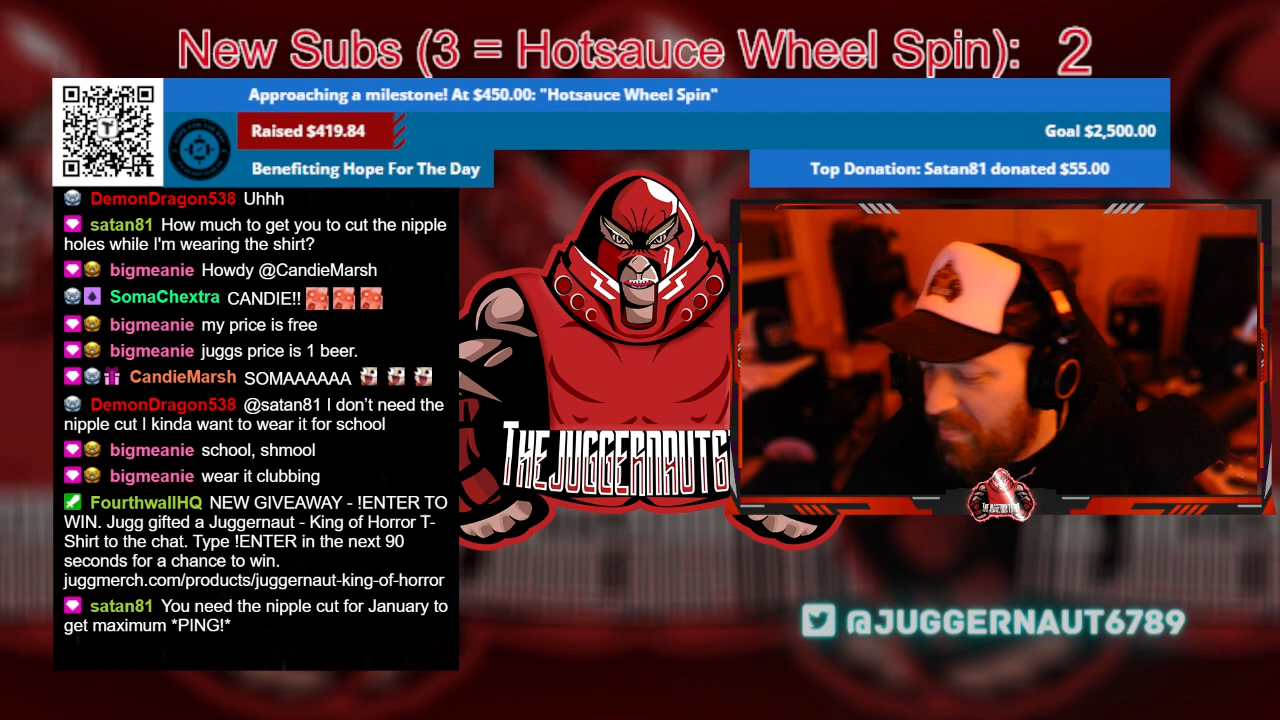 New Subs (3 = Hotsauce Wheel Spin): 2
Approaching a milestone! At $450.00: "Hotsauce Wheel Spin"
Raised $419.84
Goal $2,500.00
Benefitting Hope For The Day
Top Donation: Satan81 donated $55.00
DemonDragon538 Uhhh
satan81 How much to get you to cut the nipple
holes while I'm wearing the shirt?
bigmeanie Howdy @CandieMarsh
SomaChextra CANDIE!!
bigmeanie my price is free
bigmeanie juggs price is 1 beer.
CandieMarsh SOMAAAAAA
DemonDragon538 @satan81 I don’t need the
nipple cut I kinda want to wear it for school
bigmeanie school, shmool
bigmeanie wear it clubbing
FourthwallHQ NEW GIVEAWAY - !ENTER TO
WIN. Jugg gifted a Juggernaut - King of Horror T-
Shirt to the chat. Type !ENTER in the next 90
seconds for a chance to win.
juggmerch.com/products/juggernaut-king-of-horror
satan81 You need the nipple cut for January to
get maximum *PING!*
THEJUGGERNAUT6
@JUGGERNAUT6789